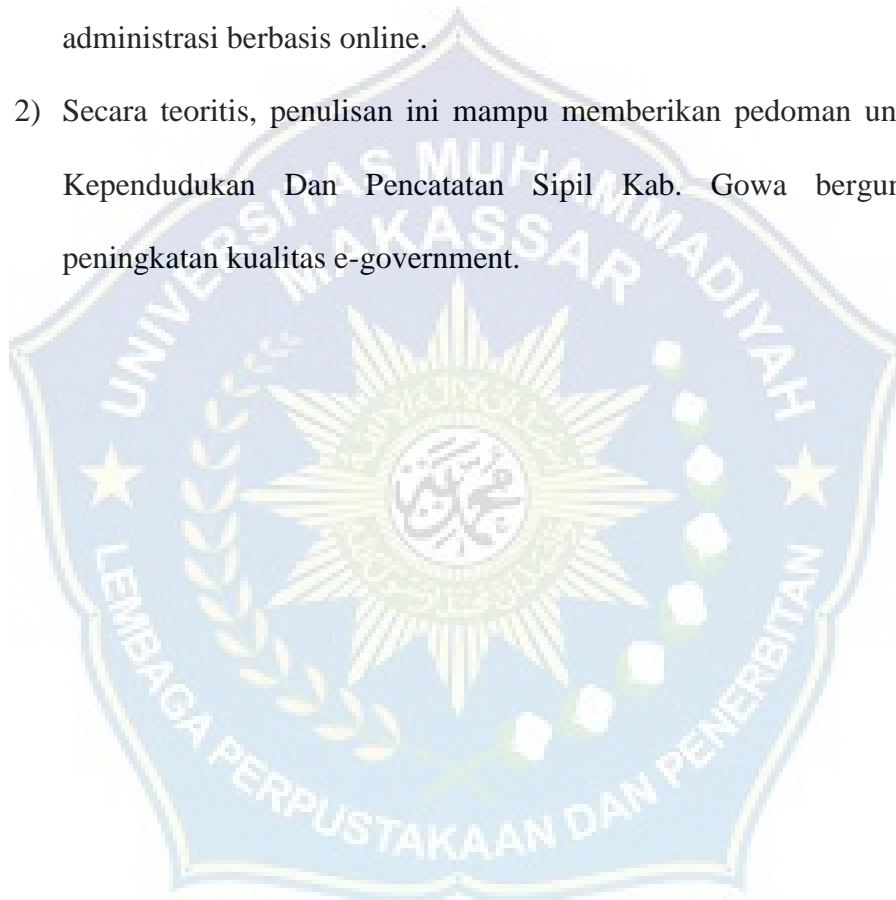 administrasi berbasis online.
2) Secara teoritis, penulisan ini mampu memberikan pedoman un
Kependudukan Dan Pencatatan Sipil Kab. Gowa bergun
peningkatan kualitas e-government.
UNIVERSITAS MUHAMMADIYAH
MAKASSAR
LEMBAGA PERPUSTAKAAN DAN PENERBITAN